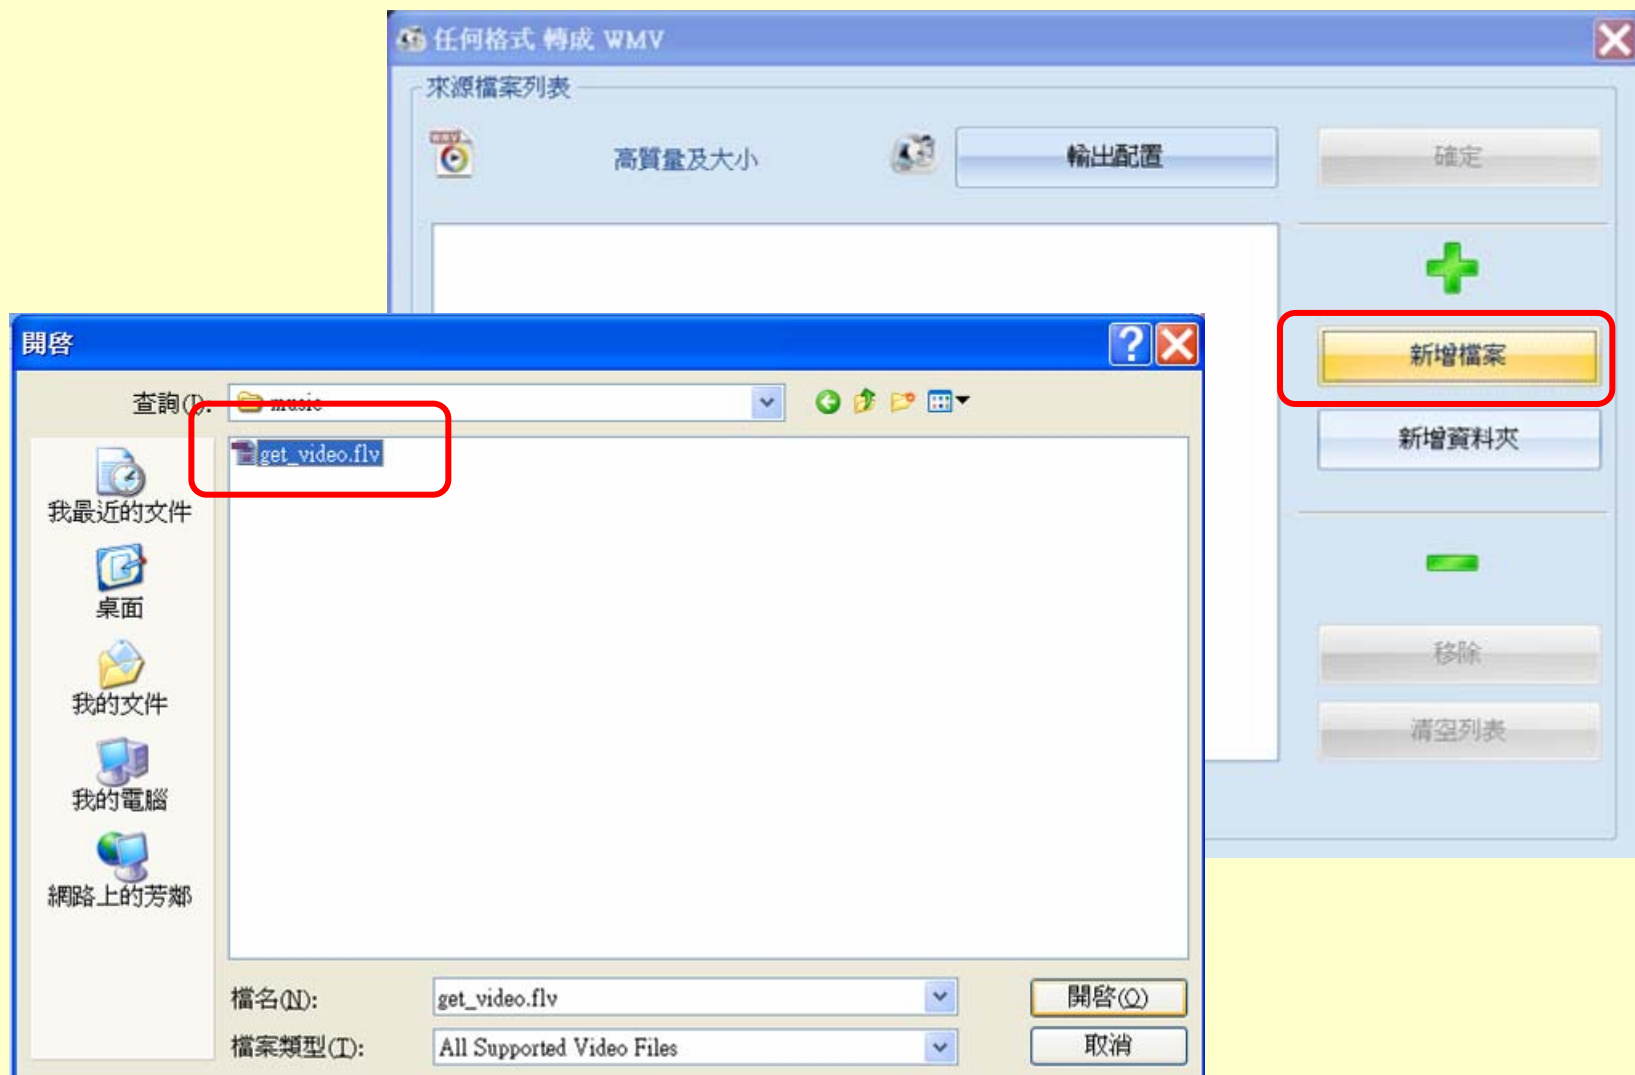 任何格式 轉成 WMV
來源檔案列表
WMV
高質量及大小
輸出配置
確定
新增檔案
新增資料夾
移除
清空列表
開啓
查詢(I):
music
get_video.flv
我最近的文件
桌面
我的文件
我的電腦
網路上的芳鄰
檔名(N):
get_video.flv
開啓(O)
檔案類型(T):
All Supported Video Files
取消